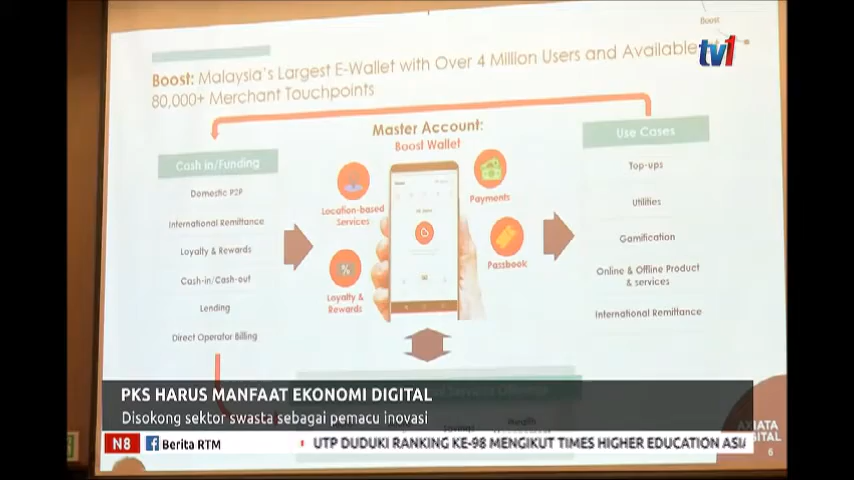 Boost
tv1
Boost: Malaysia's Largest E-Wallet with Over 4 Million Users and Available
80,000+ Merchant Touchpoints
Master Account:
Boost Wallet
Cash in/Funding
Domestic P2P
International Remittance
Loyalty & Rewards
Cash-in/Cash-out
Lending
Direct Operator Billing
Location-based
Services
Loyalty &
Rewards
Payments
Passbook
Use Cases
Top-ups
Utilities
Gamification
Online & Offline Product
& services
International Remittance
PKS HARUS MANFAAT EKONOMI DIGITAL
Disokong sektor swasta sebagai pemacu inovasi
AXIATA
DIGITAL
6
N8 Berita RTM UTP DUDUKI RANKING KE-98 MENGIKUT TIMES HIGHER EDUCATION ASIA